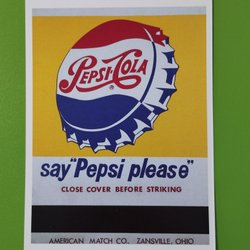 PEPSI-COLA
say "Pepsi please"
CLOSE COVER BEFORE STRIKING
AMERICAN MATCH CO., ZANSVILLE, OHIO